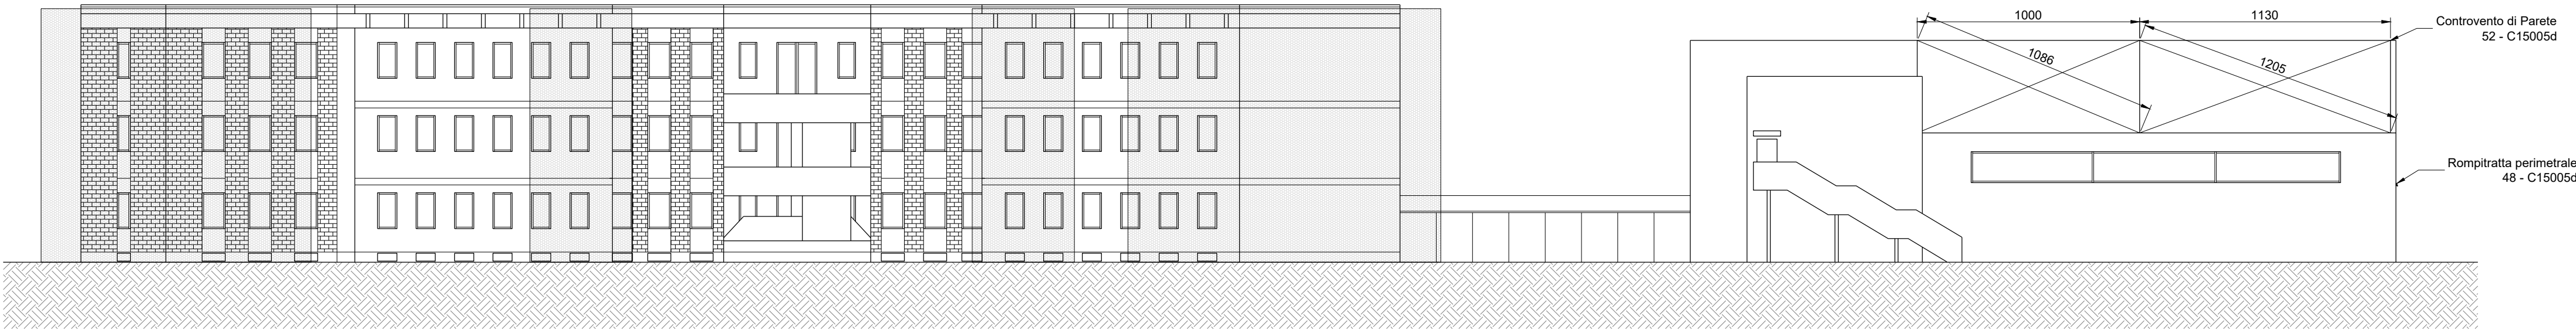 1000
1130
Controvento di Parete
52 - C15005d
1086
1205
Rompitratta perimetrale
48 - C15005d